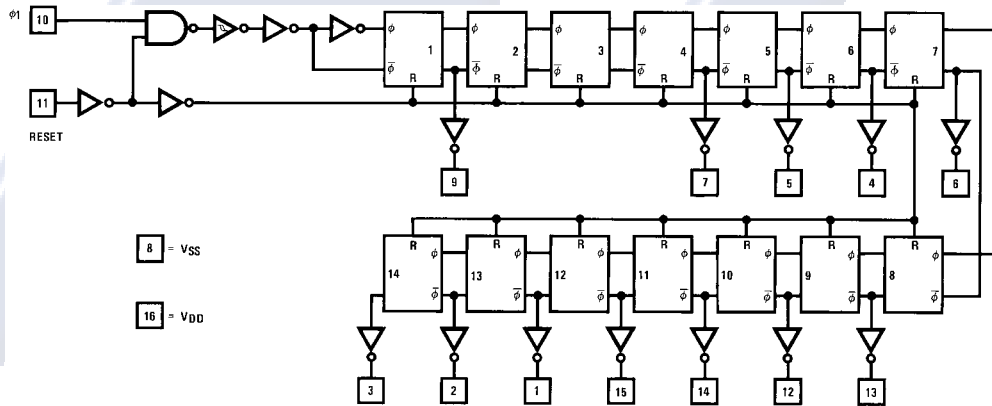 ϕ1 10
ϕ ϕ ϕ ϕ ϕ ϕ ϕ
1 2 3 4 5 6 7
ϕ̅ ϕ̅ ϕ̅ ϕ̅ ϕ̅ ϕ̅ ϕ̅
R R R R R R R
11
RESET
9 7 5 4 6
8 = VSS
R R R R R R R
ϕ ϕ ϕ ϕ ϕ ϕ ϕ
14 13 12 11 10 9 8
ϕ̅ ϕ̅ ϕ̅ ϕ̅ ϕ̅ ϕ̅ ϕ̅
16 = VDD
3 2 1 15 14 12 13